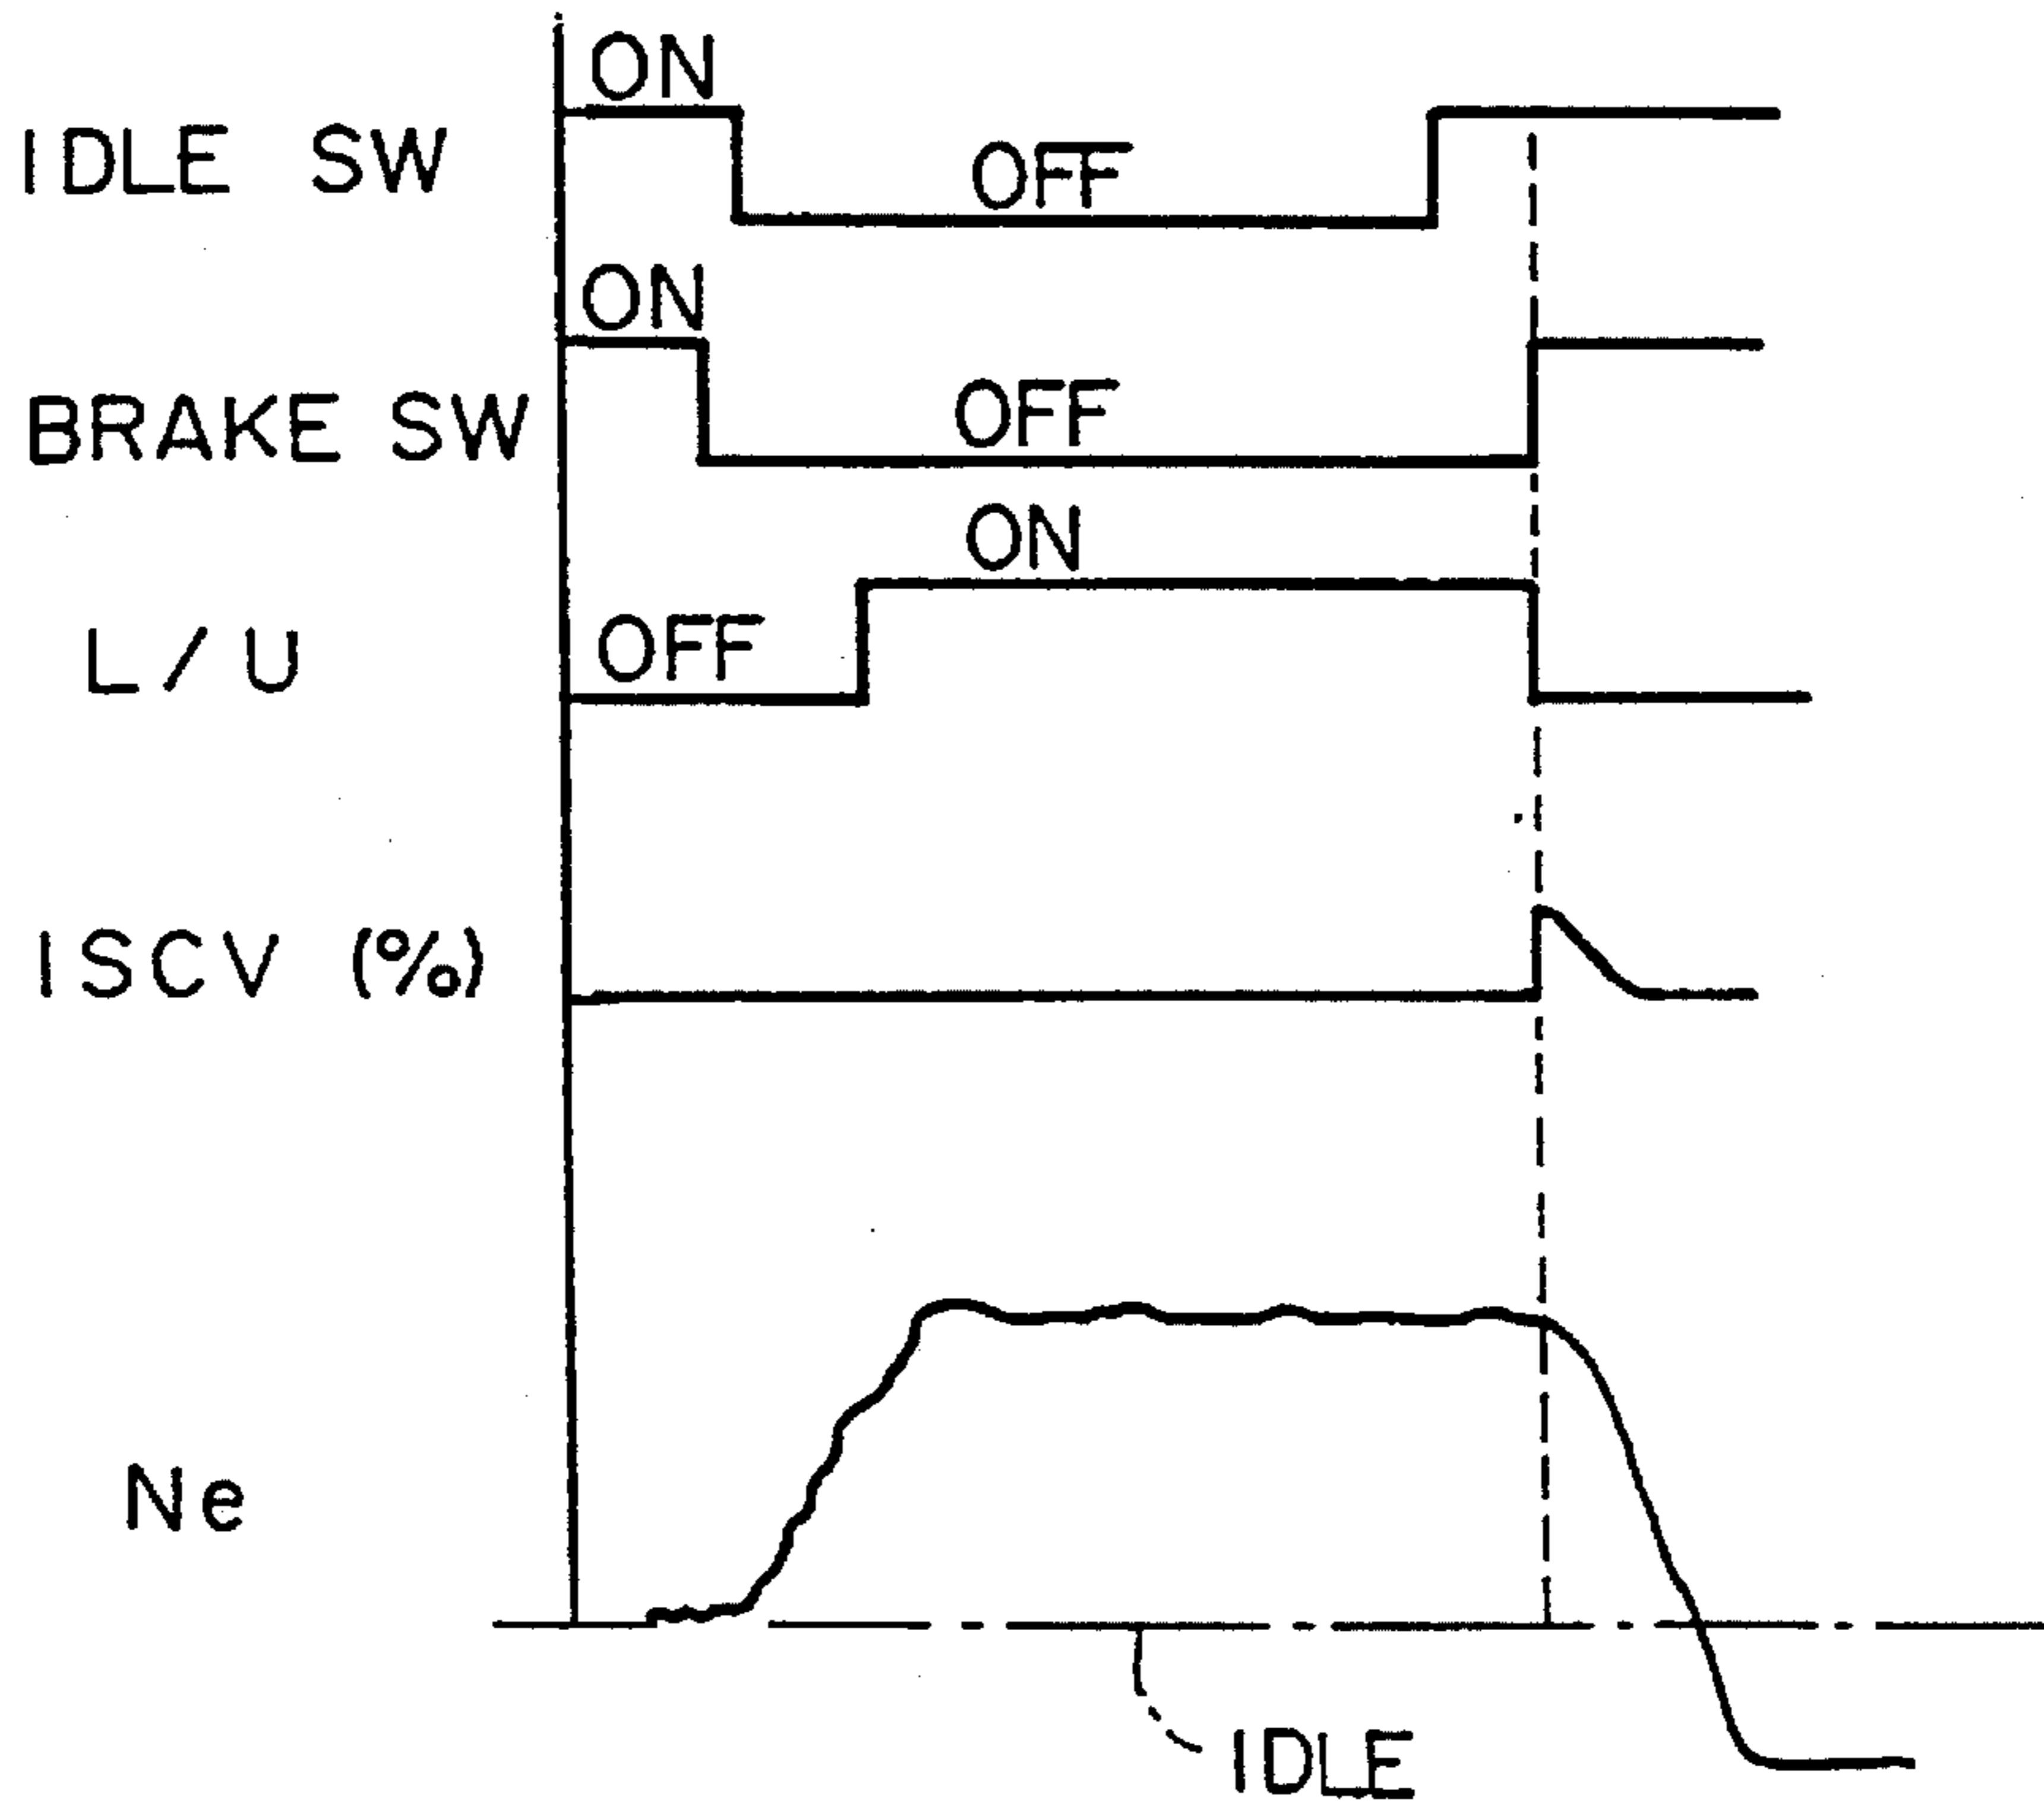 ON
IDLE SW
OFF
ON
BRAKE SW
OFF
ON
L/U
OFF
ISCV (%)
Ne
IDLE